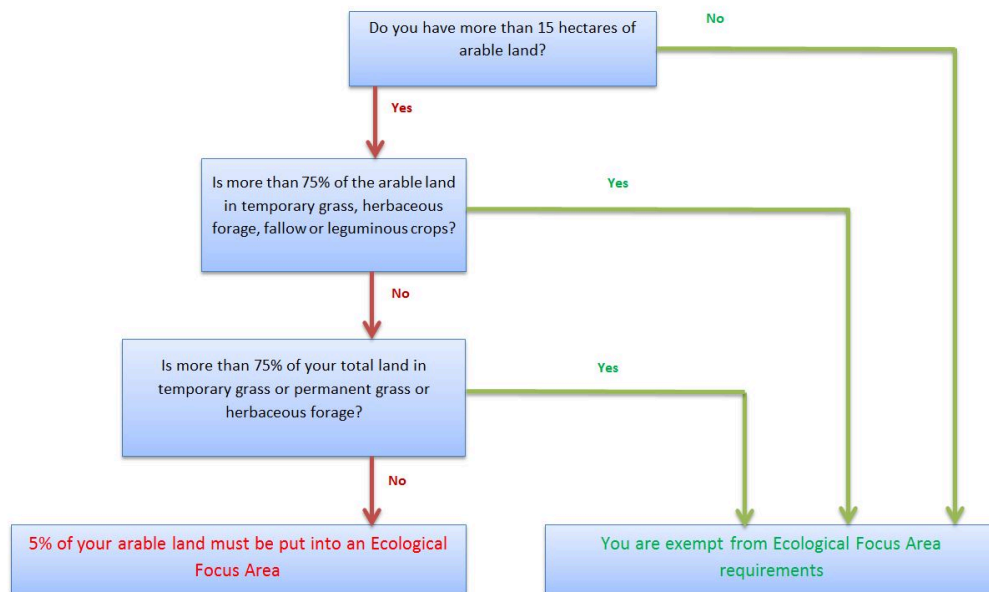 Do you have more than 15 hectares of
arable land?
No
Yes
Is more than 75% of the arable land
in temporary grass, herbaceous
forage, fallow or leguminous crops?
Yes
No
Is more than 75% of your total land in
temporary grass or permanent grass or
herbaceous forage?
Yes
No
5% of your arable land must be put into an Ecological
Focus Area
You are exempt from Ecological Focus Area
requirements